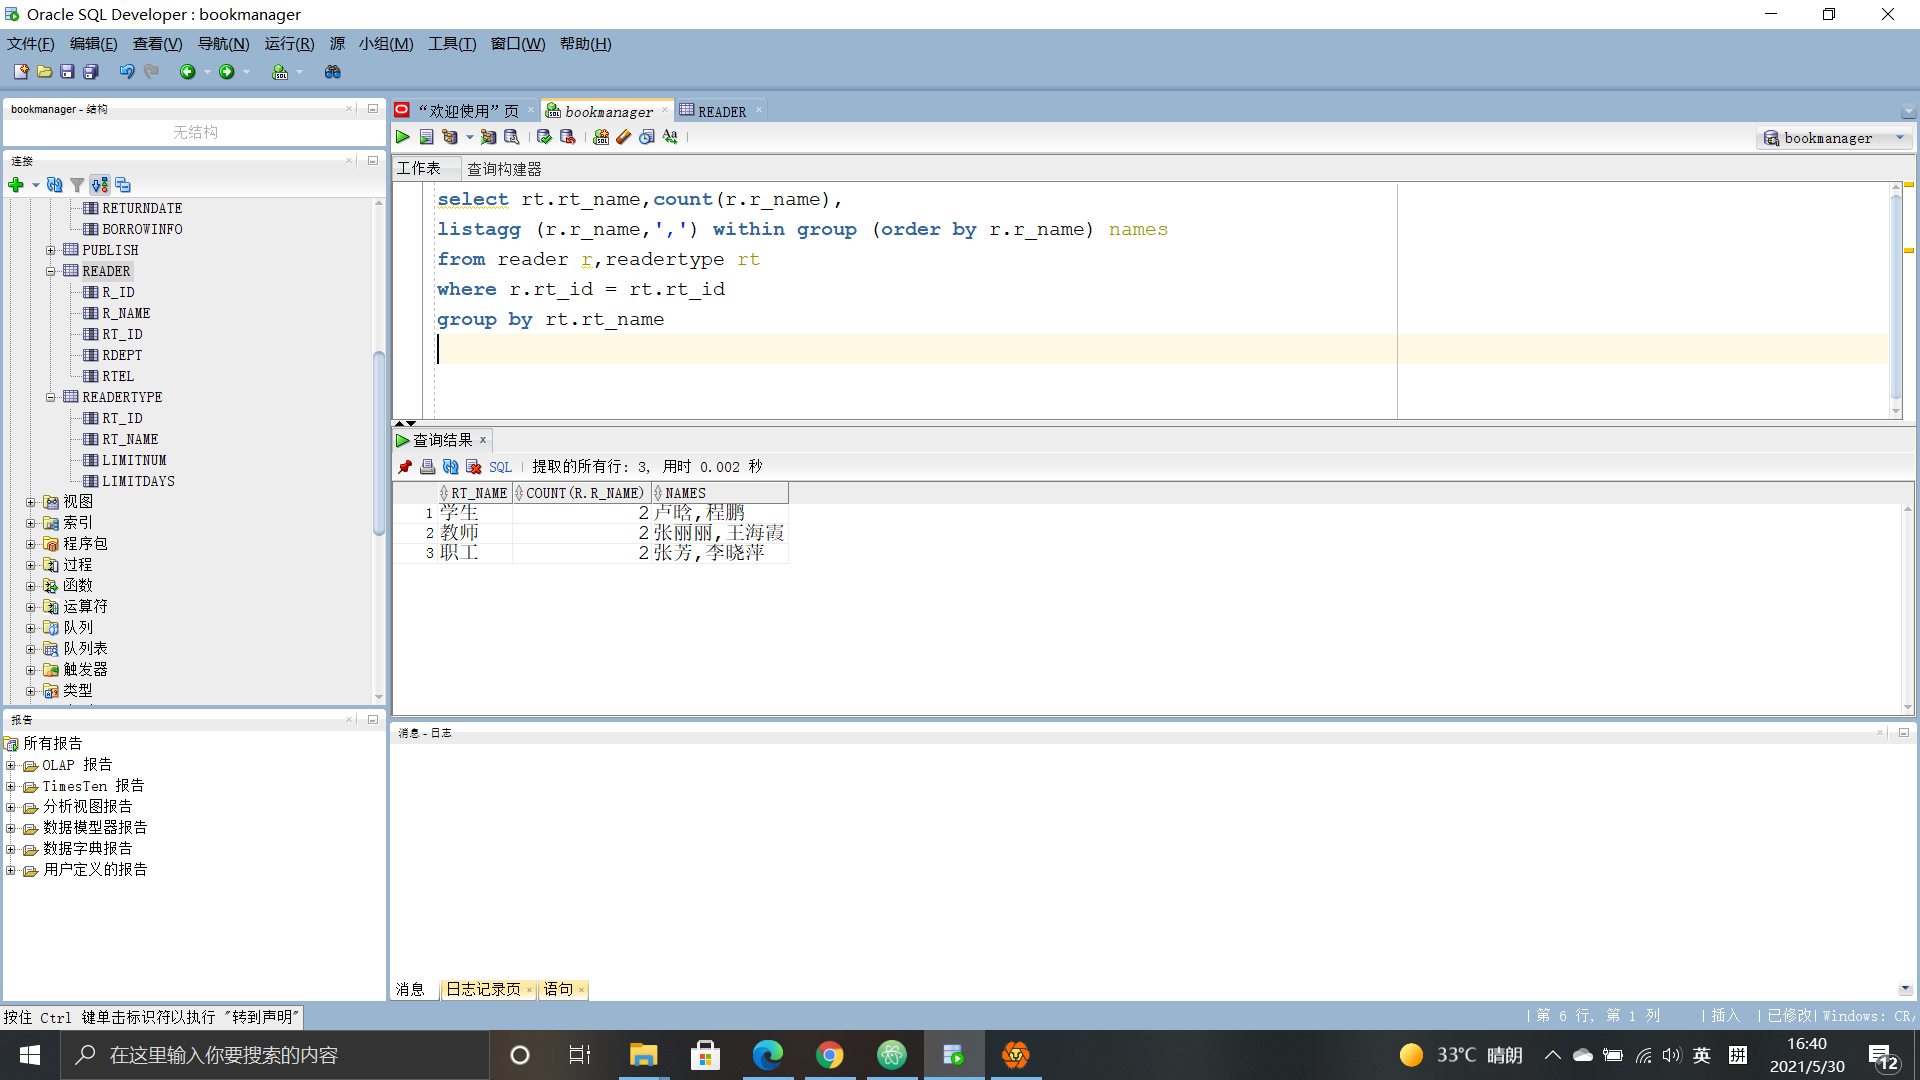 Oracle SQL Developer : bookmanager
文件(F) 编辑(E) 查看(V) 导航(N) 运行(R) 源 小组(M) 工具(T) 窗口(W) 帮助(H)
bookmanager - 结构
无结构
连接
RETURNDATE
BORROWINFO
PUBLISH
READER
R_ID
R_NAME
RT_ID
RDEPT
RTEL
READERTYPE
RT_ID
RT_NAME
LIMITNUM
LIMITDAYS
视图
索引
程序包
过程
函数
运算符
队列
队列表
触发器
类型
报告
所有报告
OLAP 报告
TimesTen 报告
分析视图报告
数据模型器报告
数据字典报告
用户定义的报告
“欢迎使用”页 bookmanager READER
bookmanager
工作表 查询构建器
select rt.rt_name,count(r.r_name),
listagg (r.r_name,',') within group (order by r.r_name) names
from reader r,readertype rt
where r.rt_id = rt.rt_id
group by rt.rt_name
查询结果
SQL | 提取的所有行: 3, 用时 0.002 秒
RT_NAME COUNT(R.R_NAME) NAMES
1 学生 2 卢晗,程鹏
2 教师 2 张丽丽,王海霞
3 职工 2 张芳,李晓萍
消息 - 日志
消息 日志记录页 语句
按住 Ctrl 键单击标识符以执行 "转到声明"
| 第 6 行, 第 1 列 | 插入 | 已修改| Windows: CR/
在这里输入你要搜索的内容
33°C 晴朗 英 拼
16:40
2021/5/30
12